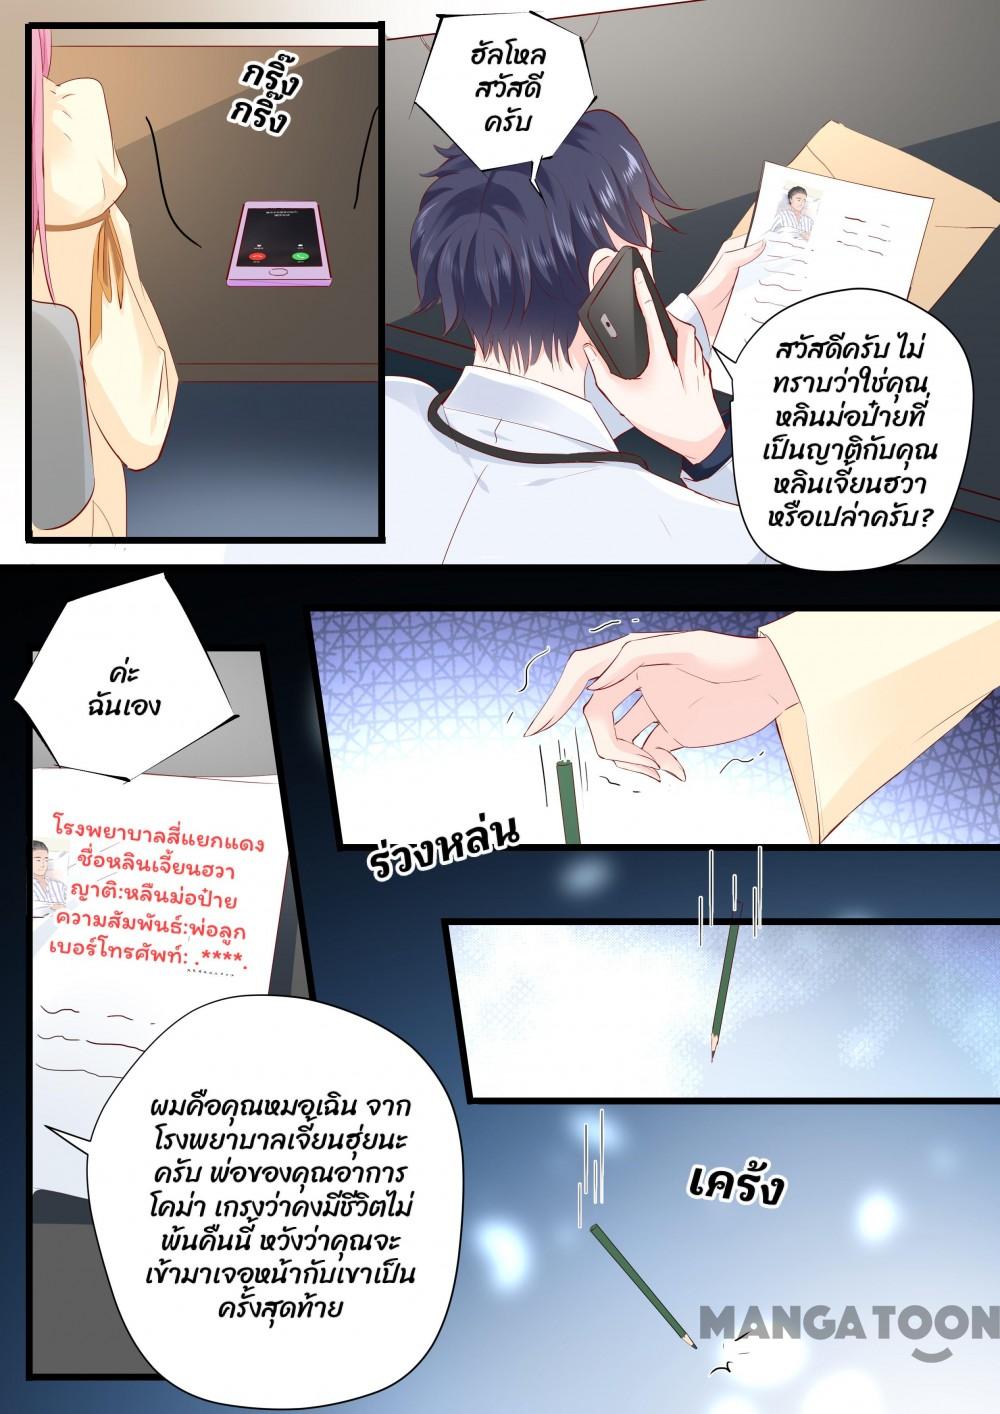 กริ๊ง
กริ๊ง
ฮัลโหล
สวัสดี
ครับ
สวัสดีครับ ไม่
ทราบว่าใช่คุณ
หลินม่อป๋ายที่
เป็นญาติกับคุณ
หลินเจี้ยนฮวา
หรือเปล่าครับ?
ค่ะ
ฉันเอง
โรงพยาบาลสี่แยกแดง
ชื่อหลินเจี้ยนฮวา
ญาติ:หลืนม่อป๋าย
ความสัมพันธ์:พ่อลูก
เบอร์โทรศัพท์: .****.
ร่วงหล่น
ผมคือคุณหมอเฉิน จาก
โรงพยาบาลเจี้ยนฮุ่ยนะ
ครับ พ่อของคุณอาการ
โคม่า เกรงว่าคงมีชีวิตไม่
พ้นคืนนี้ หวังว่าคุณจะ
เข้ามาเจอหน้ากับเขาเป็น
ครั้งสุดท้าย
เคร้ง
MANGATOON